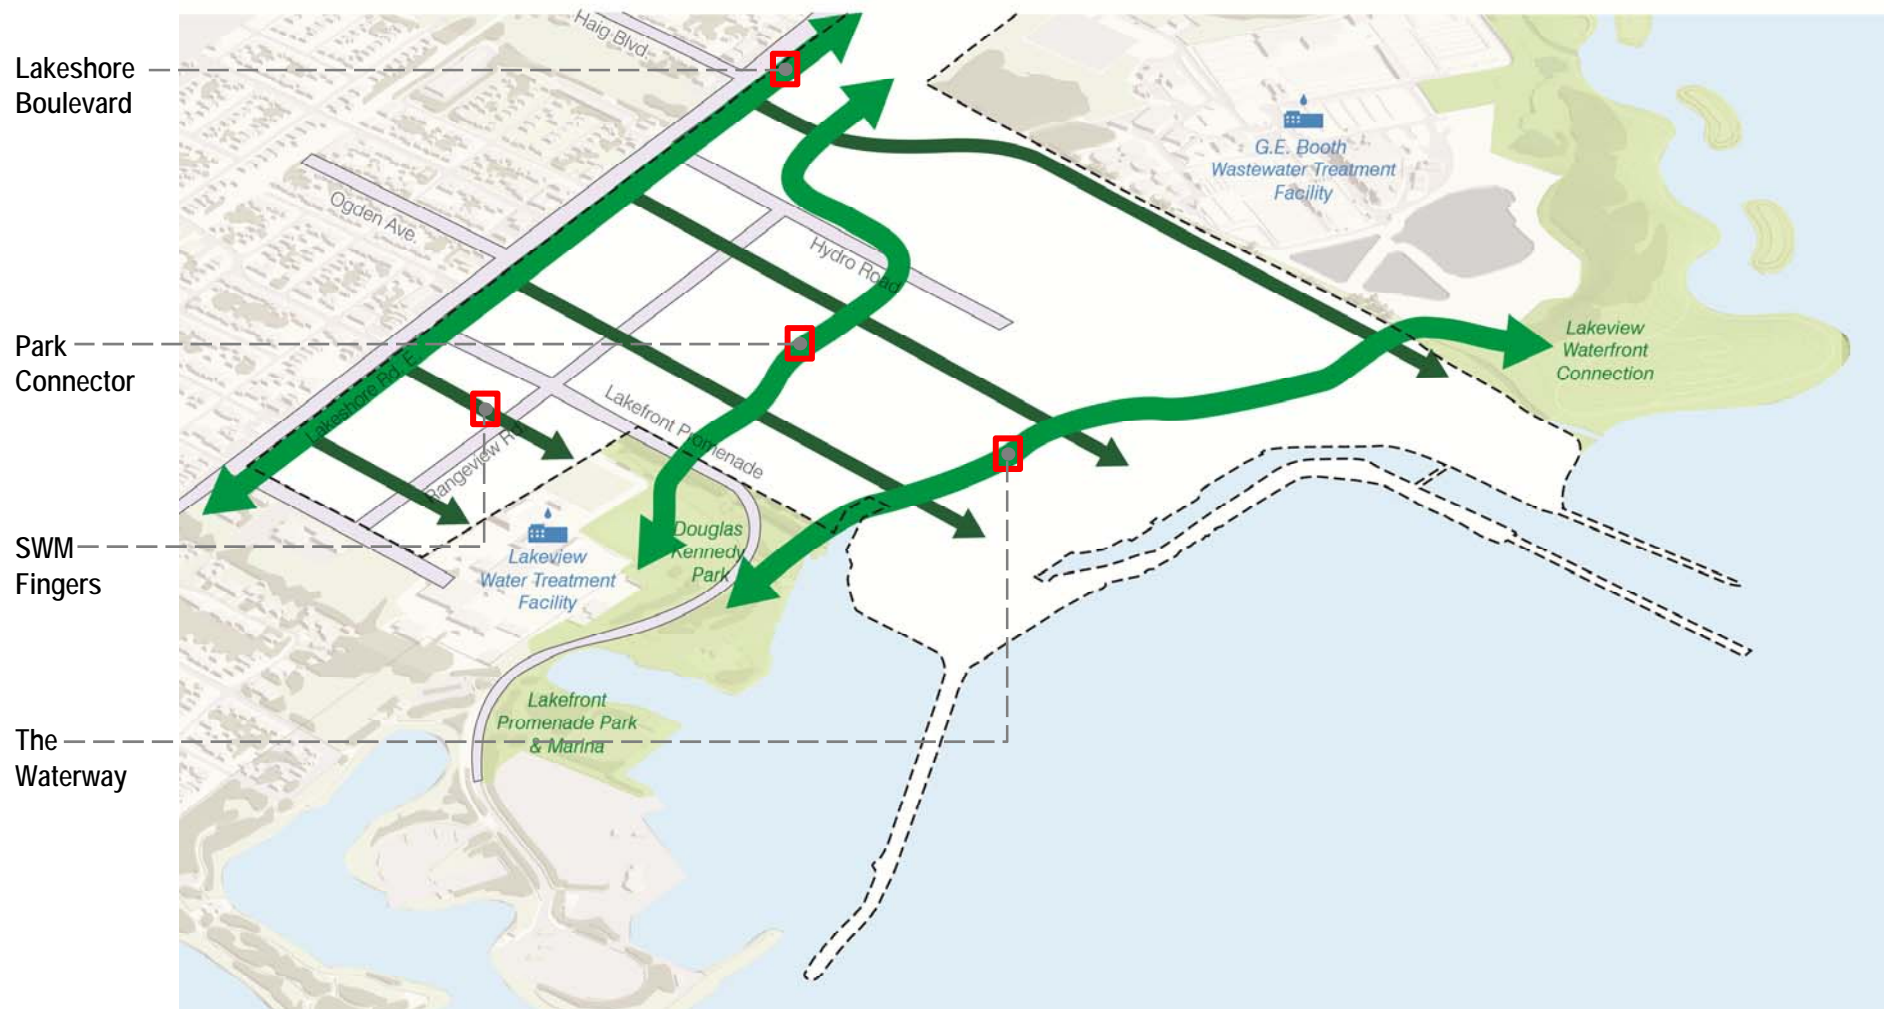 Haig Blvd.
Lakeshore
Boulevard
G.E. Booth
Wastewater Treatment
Facility
Ogden Ave.
Hydro Road
Park
Connector
Lakeview
Waterfront
Connection
Lakeshore Rd. E.
Lakefront Promenade
Rangeview Rd.
SWM
Fingers
Lakeview
Water Treatment
Facility
Douglas
Kennedy
Park
Lakefront
Promenade Park
& Marina
The
Waterway